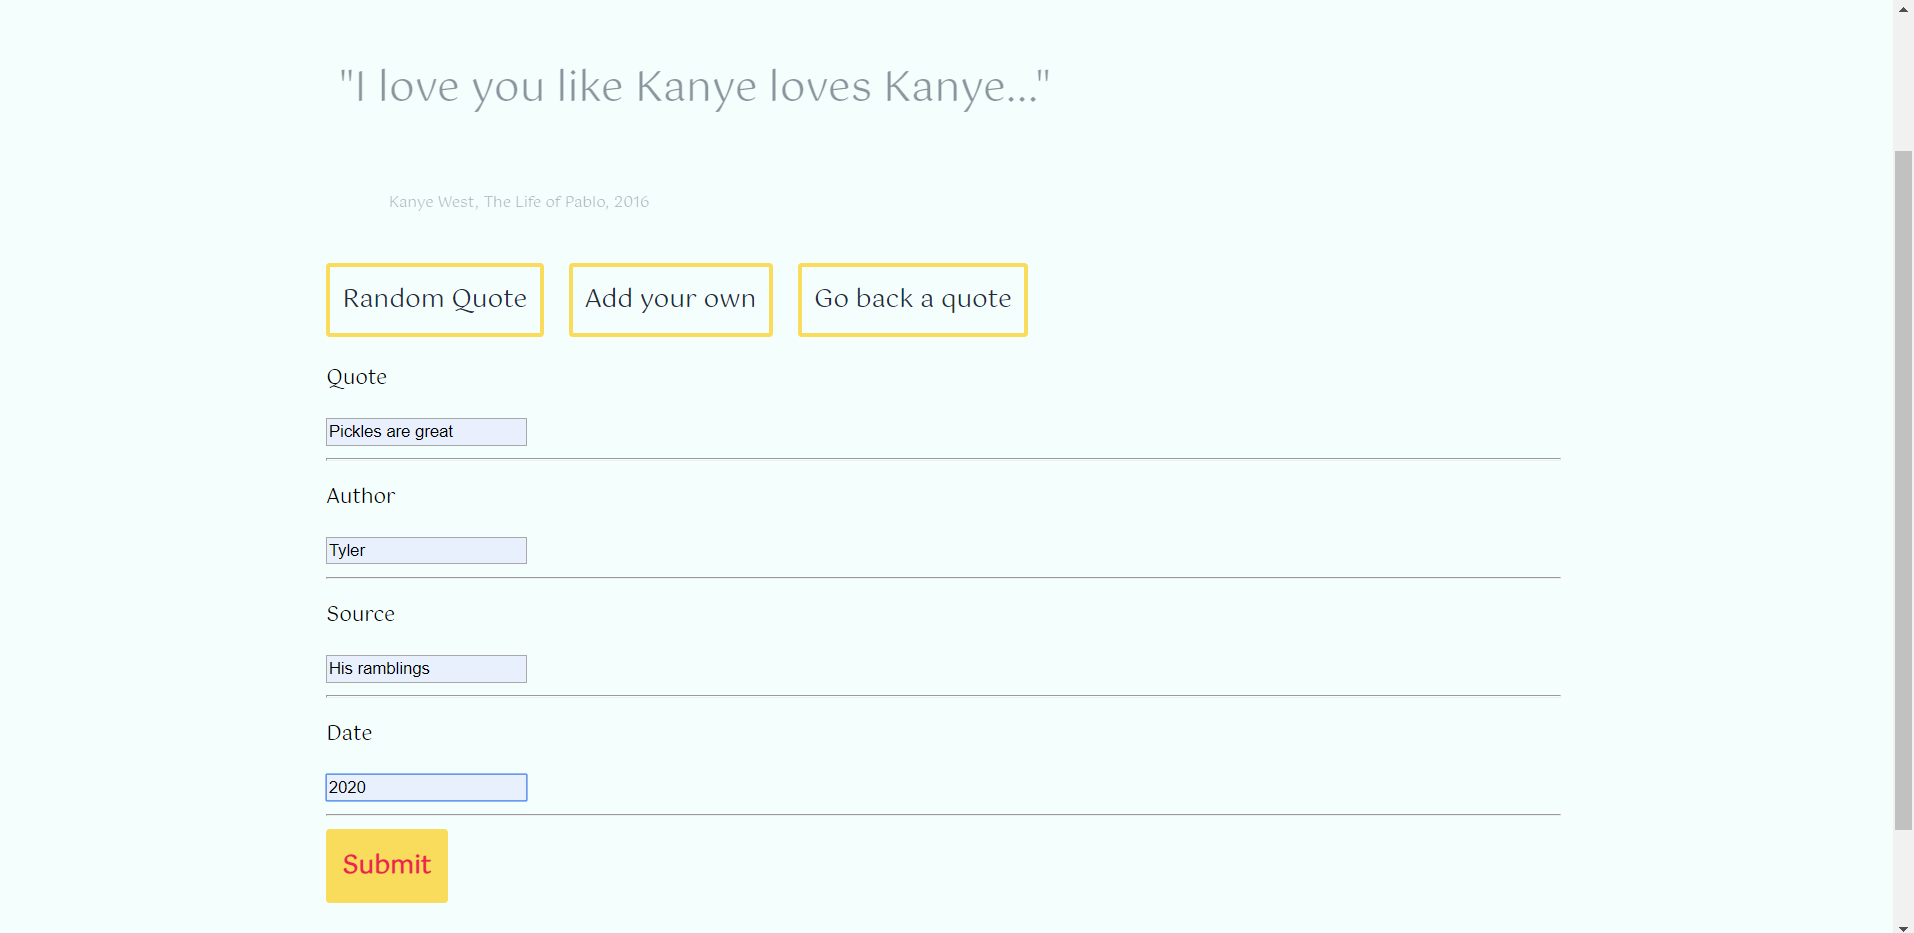 "I love you like Kanye loves Kanye..."
Kanye West, The Life of Pablo, 2016
Random Quote
Add your own
Go back a quote
Quote
Pickles are great
Author
Tyler
Source
His ramblings
Date
2020
Submit